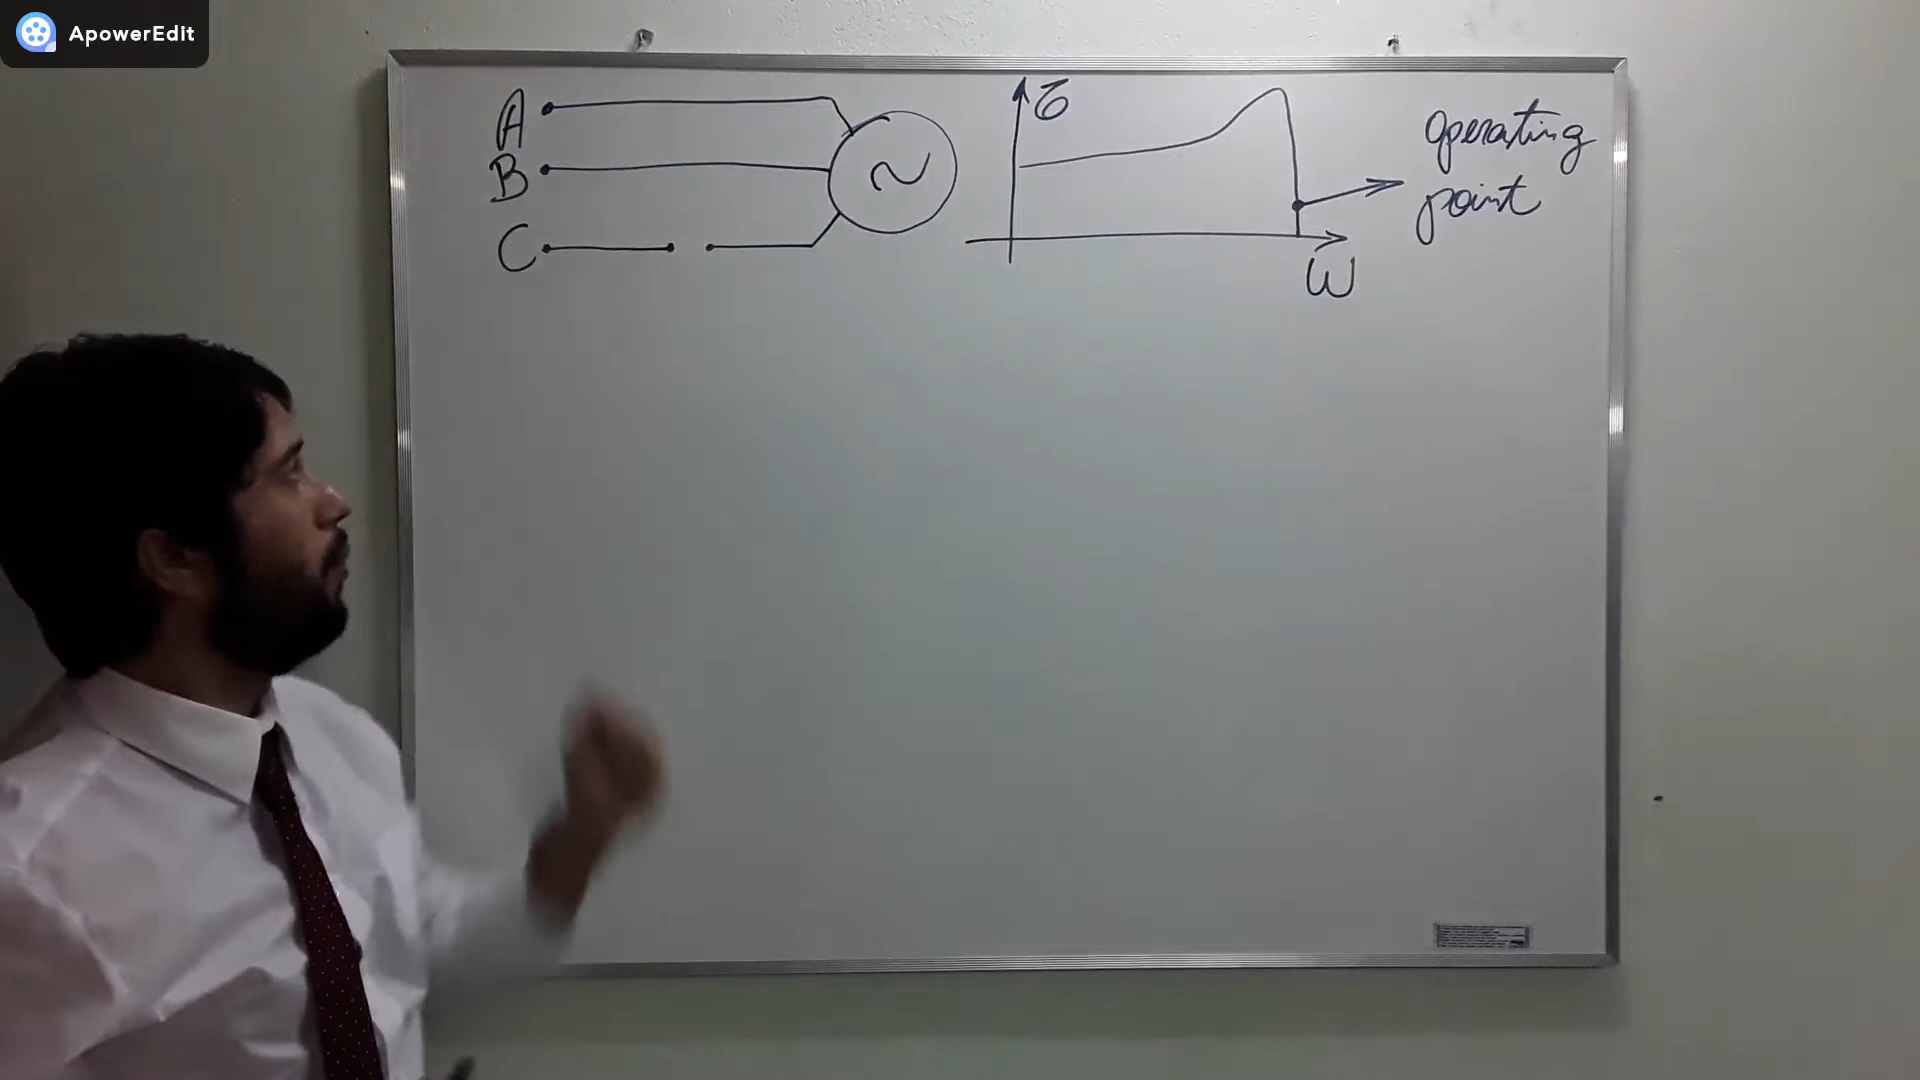 ApowerEdit
A
B
C
~
τ
ω
operating
point